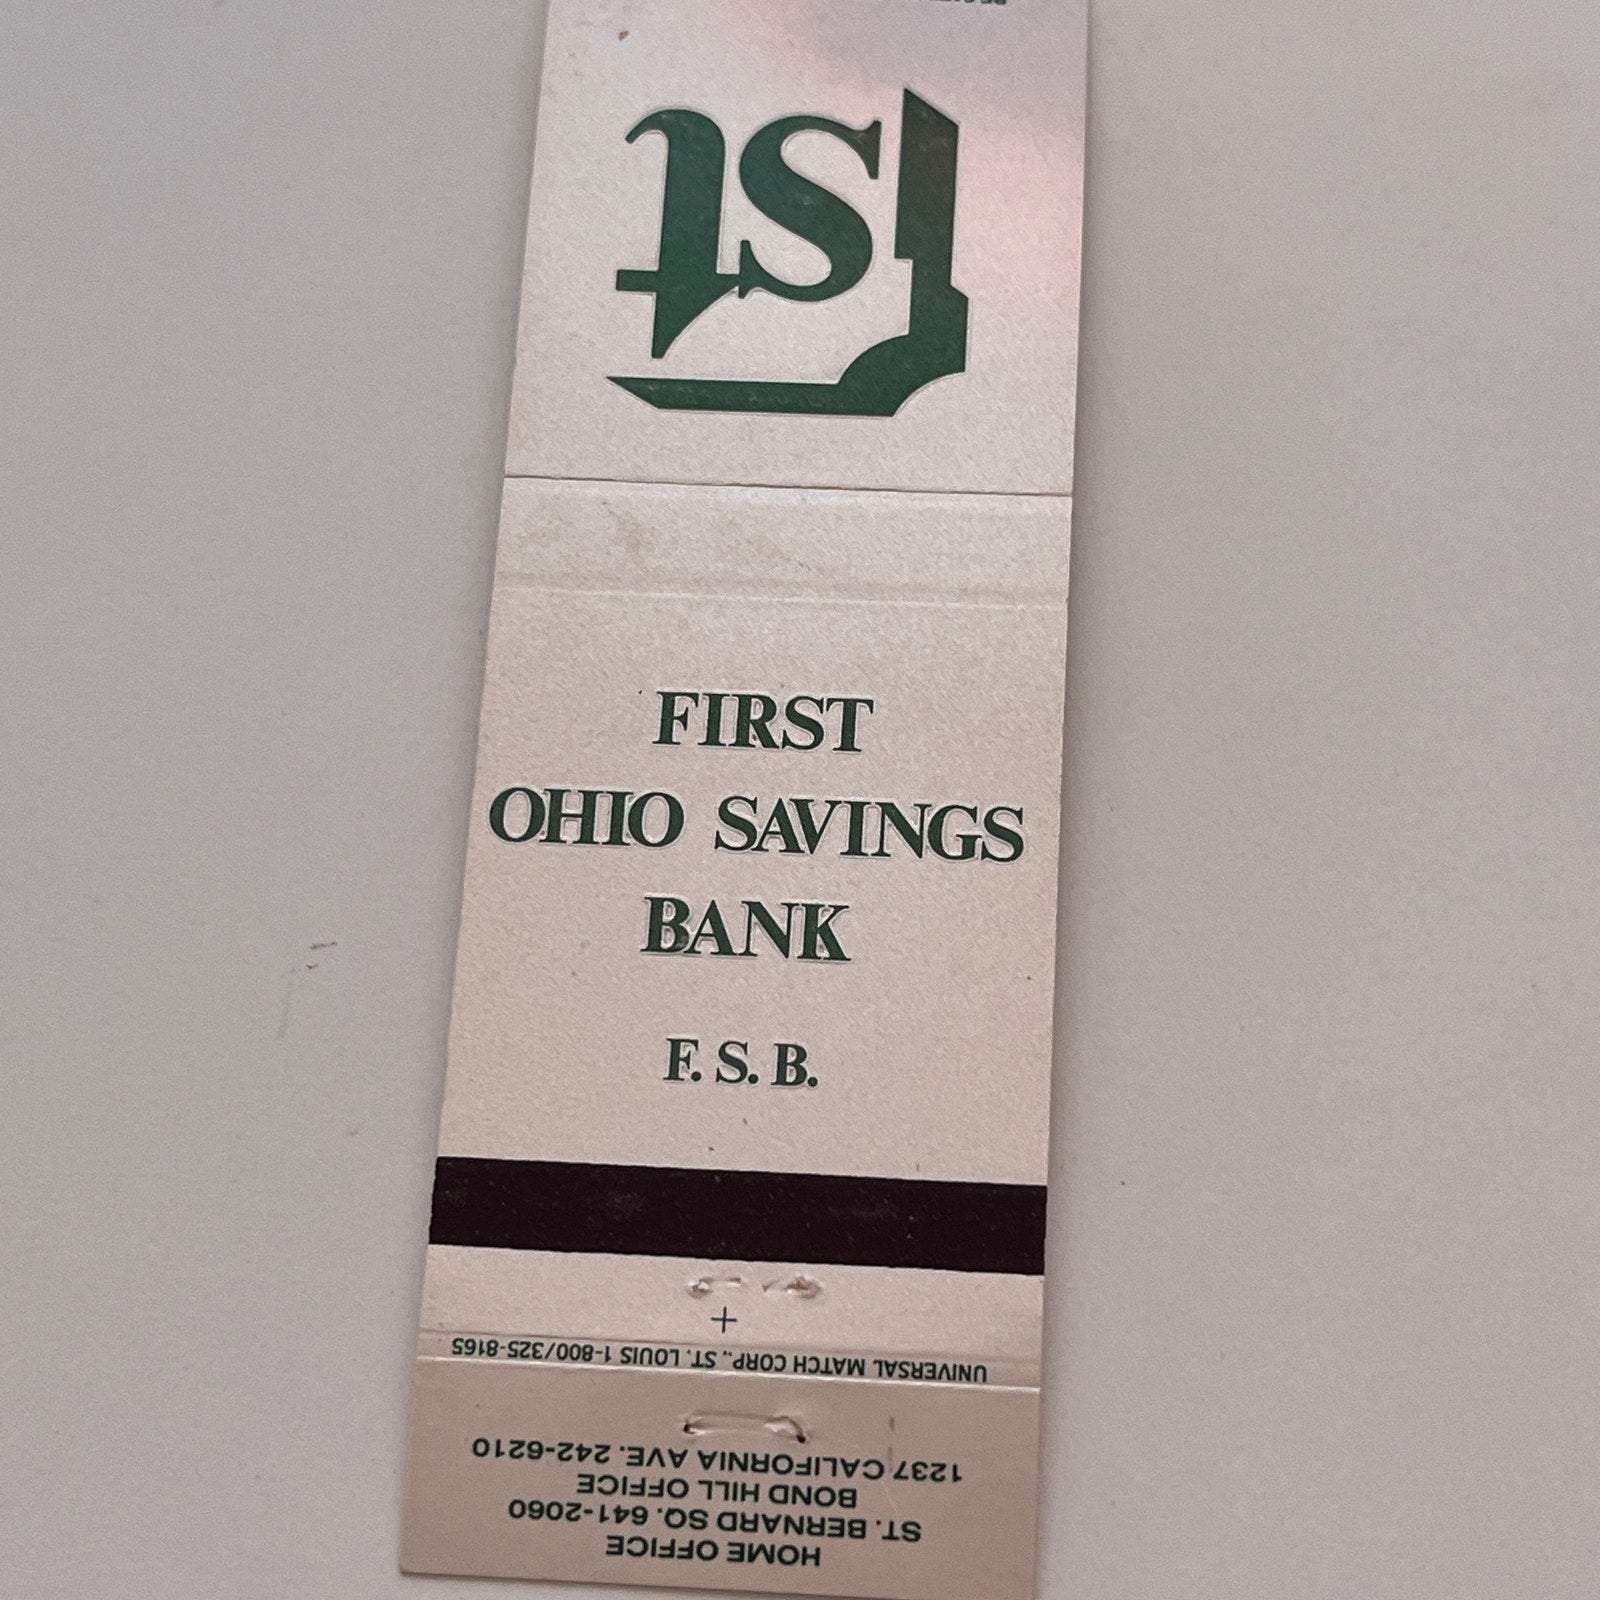 1st
FIRST
OHIO SAVINGS
BANK
F. S. B.
UNIVERSAL MATCH CORP., ST. LOUIS 1-800/325-8165
HOME OFFICE
ST. BERNARD SQ. 641-2060
BOND HILL OFFICE
1237 CALIFORNIA AVE. 242-6210